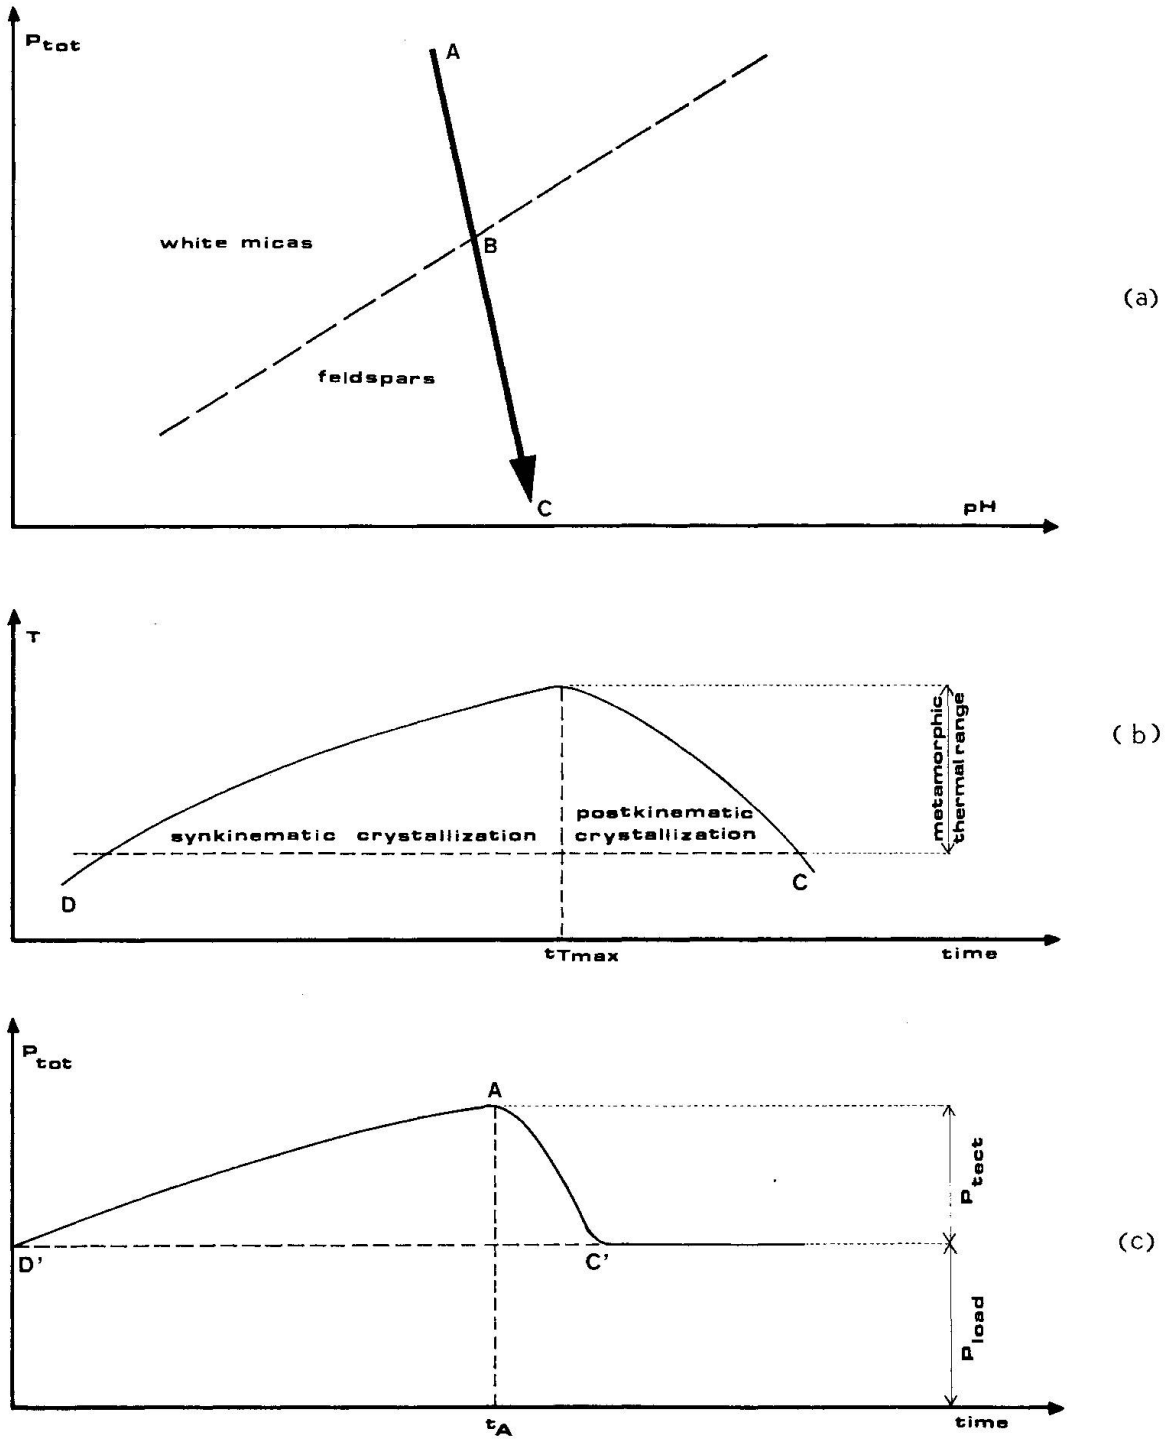 Ptot
A
white micas
B
(a)
feldspars
C
pH
T
metamorphic
thermal range
(b)
postkinematic
synkinematic crystallization
crystallization
D
C
tTmax
time
Ptot
A
Ptect
D'
C'
(c)
Pload
tA
time